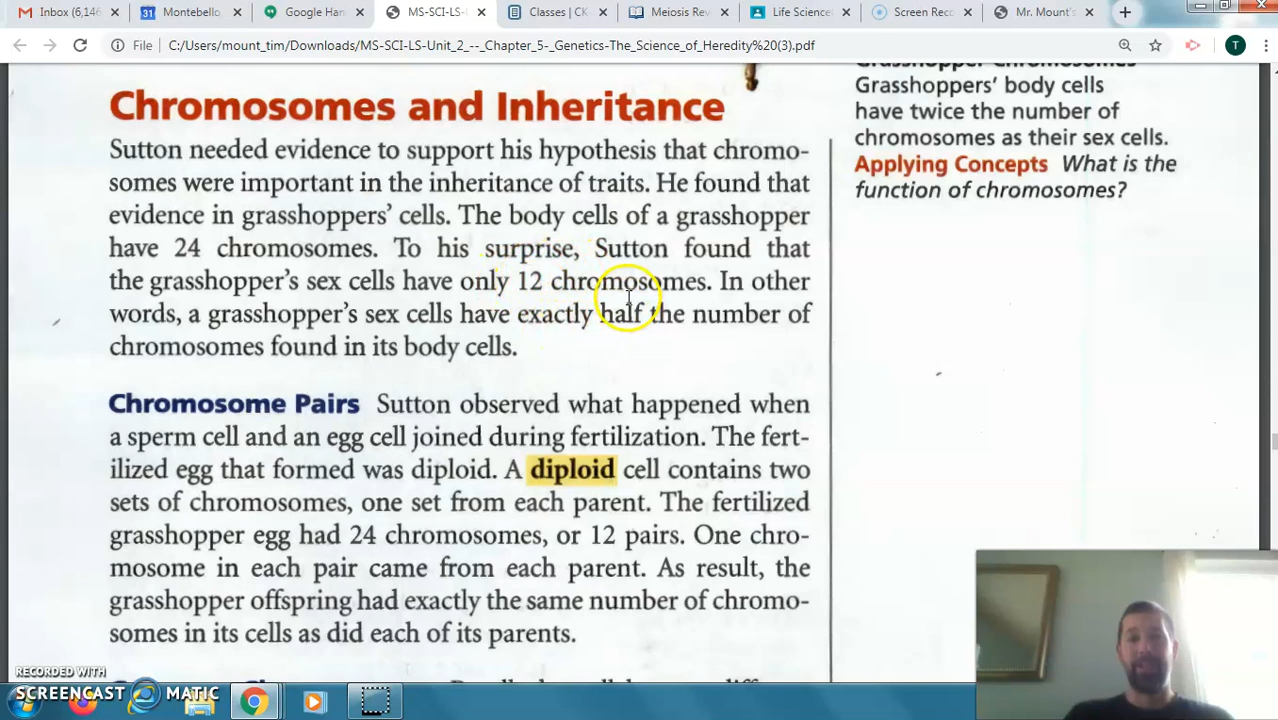 Inbox (6,146
Montebello
Google Han
MS-SCI-LS-
Classes | CK
Meiosis Rev
Life Science
Screen Reco
Mr. Mount's
File
C:/Users/mount_tim/Downloads/MS-SCI-LS-Unit_2_--_Chapter_5-_Genetics-The_Science_of_Heredity%20(3).pdf
T
Chromosomes and Inheritance
Sutton needed evidence to support his hypothesis that chromo-
somes were important in the inheritance of traits. He found that
evidence in grasshoppers' cells. The body cells of a grasshopper
have 24 chromosomes. To his surprise, Sutton found that
the grasshopper's sex cells have only 12 chromosomes. In other
words, a grasshopper's sex cells have exactly half the number of
chromosomes found in its body cells.
Chromosome Pairs Sutton observed what happened when
a sperm cell and an egg cell joined during fertilization. The fert-
ilized egg that formed was diploid. A diploid cell contains two
sets of chromosomes, one set from each parent. The fertilized
grasshopper egg had 24 chromosomes, or 12 pairs. One chro-
mosome in each pair came from each parent. As result, the
grasshopper offspring had exactly the same number of chromo-
somes in its cells as did each of its parents.
Grasshopper Chromosomes
Grasshoppers' body cells
have twice the number of
chromosomes as their sex cells.
Applying Concepts What is the
function of chromosomes?
RECORDED WITH
SCREENCAST MATIC